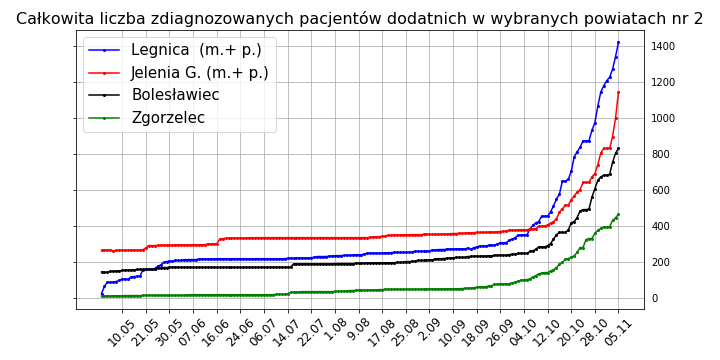 Całkowita liczba zdiagnozowanych pacjentów dodatnich w wybranych powiatach nr 2
Legnica (m.+ p.)
Jelenia G. (m.+ p.)
Bolesławiec
Zgorzelec
1400
1200
1000
800
600
400
200
0
10.05 21.05 30.05 07.06 16.06 24.06 06.07 14.07 22.07 1.08 9.08 17.08 25.08 2.09 10.09 18.09 26.09 04.10 12.10 20.10 28.10 05.11